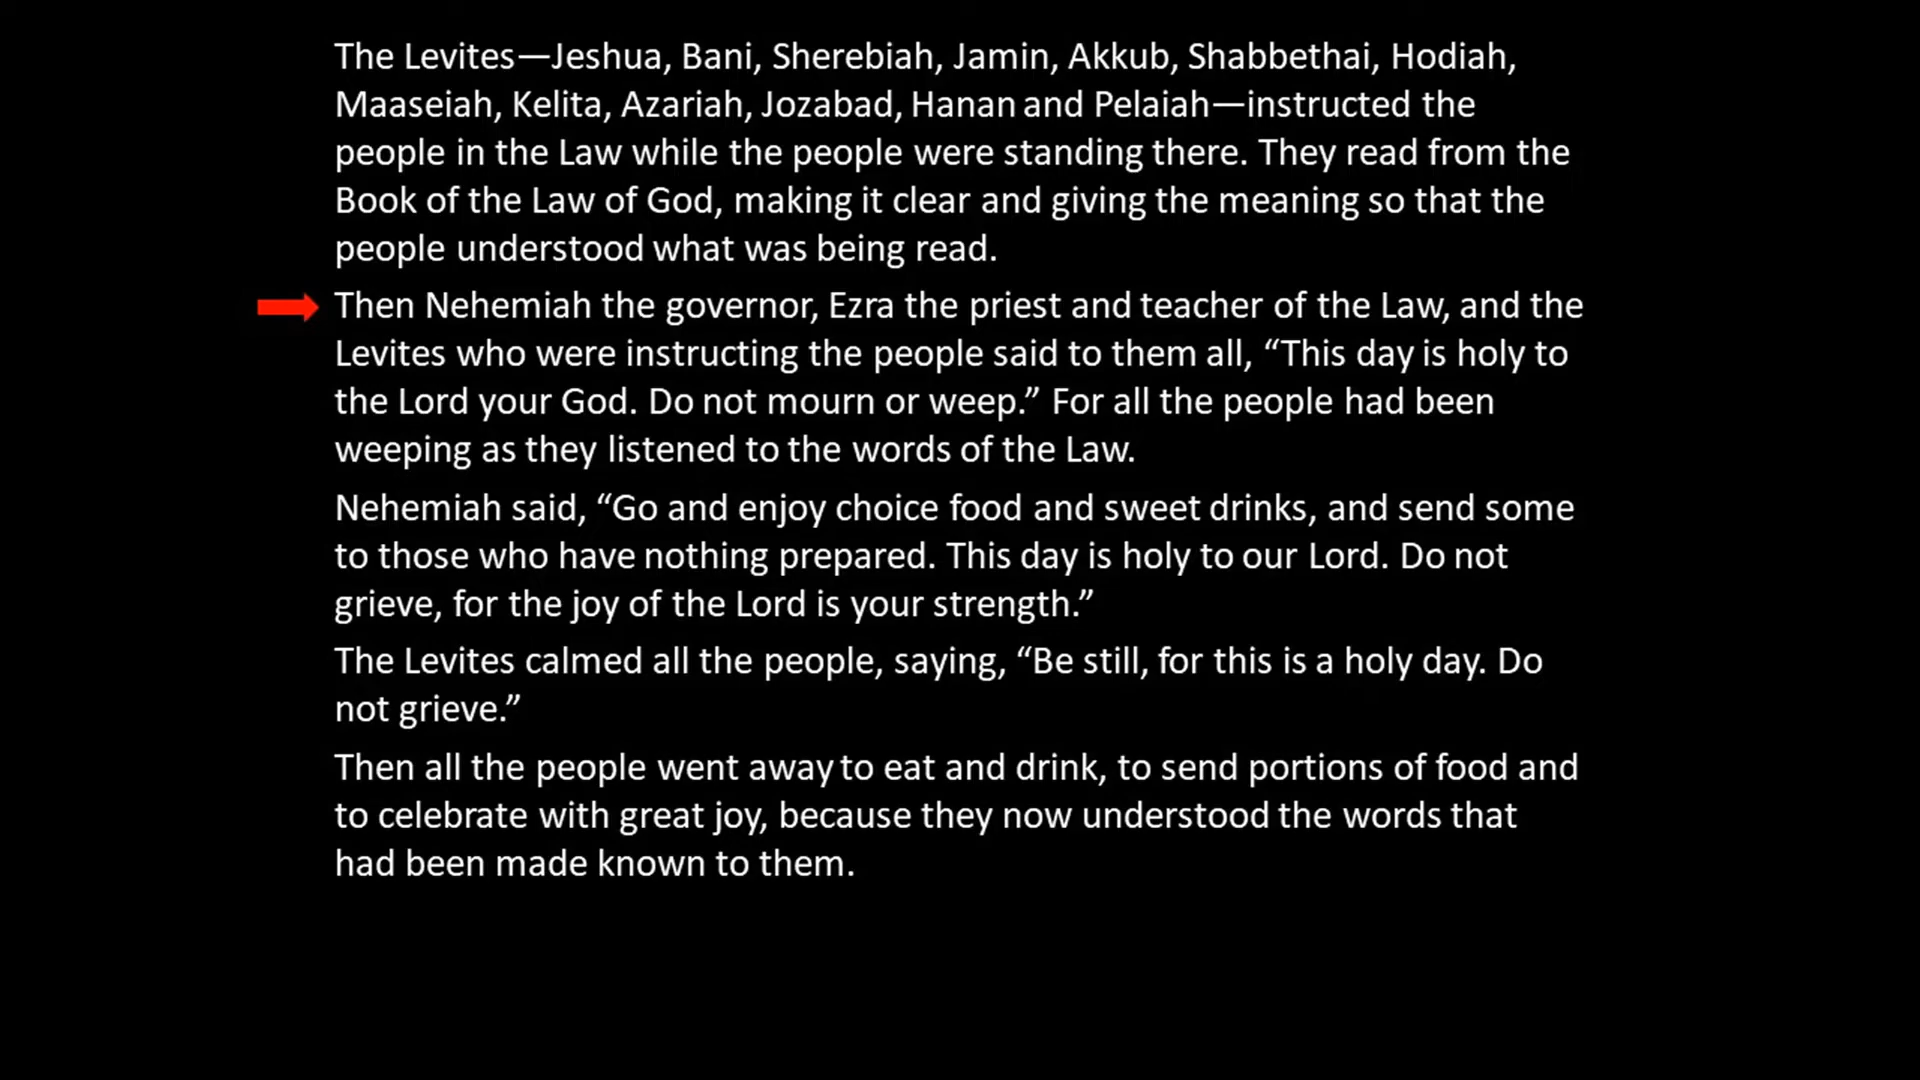 The Levites—Jeshua, Bani, Sherebiah, Jamin, Akkub, Shabbethai, Hodiah,
Maaseiah, Kelita, Azariah, Jozabad, Hanan and Pelaiah—instructed the
people in the Law while the people were standing there. They read from the
Book of the Law of God, making it clear and giving the meaning so that the
people understood what was being read.
Then Nehemiah the governor, Ezra the priest and teacher of the Law, and the
Levites who were instructing the people said to them all, “This day is holy to
the Lord your God. Do not mourn or weep.” For all the people had been
weeping as they listened to the words of the Law.
Nehemiah said, “Go and enjoy choice food and sweet drinks, and send some
to those who have nothing prepared. This day is holy to our Lord. Do not
grieve, for the joy of the Lord is your strength.”
The Levites calmed all the people, saying, “Be still, for this is a holy day. Do
not grieve.”
Then all the people went away to eat and drink, to send portions of food and
to celebrate with great joy, because they now understood the words that
had been made known to them.